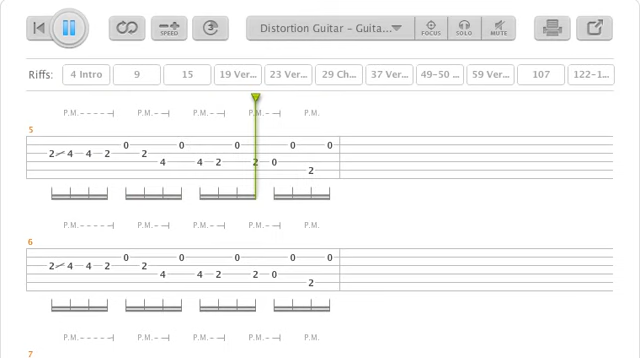 SPEED
Distortion Guitar – Guita...
FOCUS
SOLO
MUTE
Riffs:
4 Intro
9
15
19 Ver...
23 Ver...
29 Ch...
37 Ver...
49-50 ...
59 Ver...
107
122-1...
P.M. P.M. P.M. P.M. P.M.
5
0 0 0 0 0
2 4 4 2 2
4 4 2 2 0
2
P.M. P.M. P.M. P.M. P.M.
6
0 0 0 0 0
2 4 4 2 2
4 4 2 2 0
2
P.M. P.M. P.M. P.M. P.M.
7